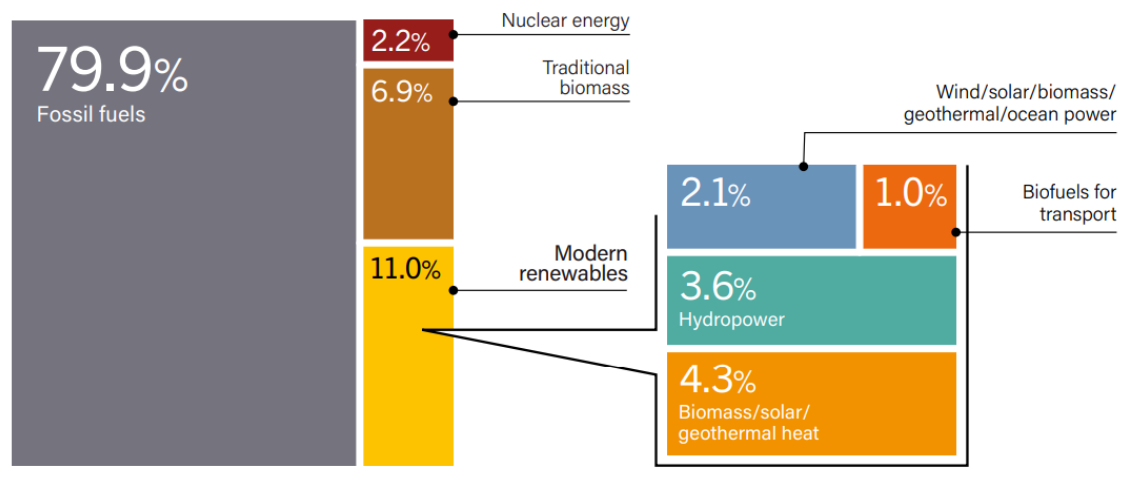 79.9%
Fossil fuels
2.2%
Nuclear energy
6.9%
Traditional
biomass
11.0%
Modern
renewables
Wind/solar/biomass/
geothermal/ocean power
2.1%
1.0%
Biofuels for
transport
3.6%
Hydropower
4.3%
Biomass/solar/
geothermal heat